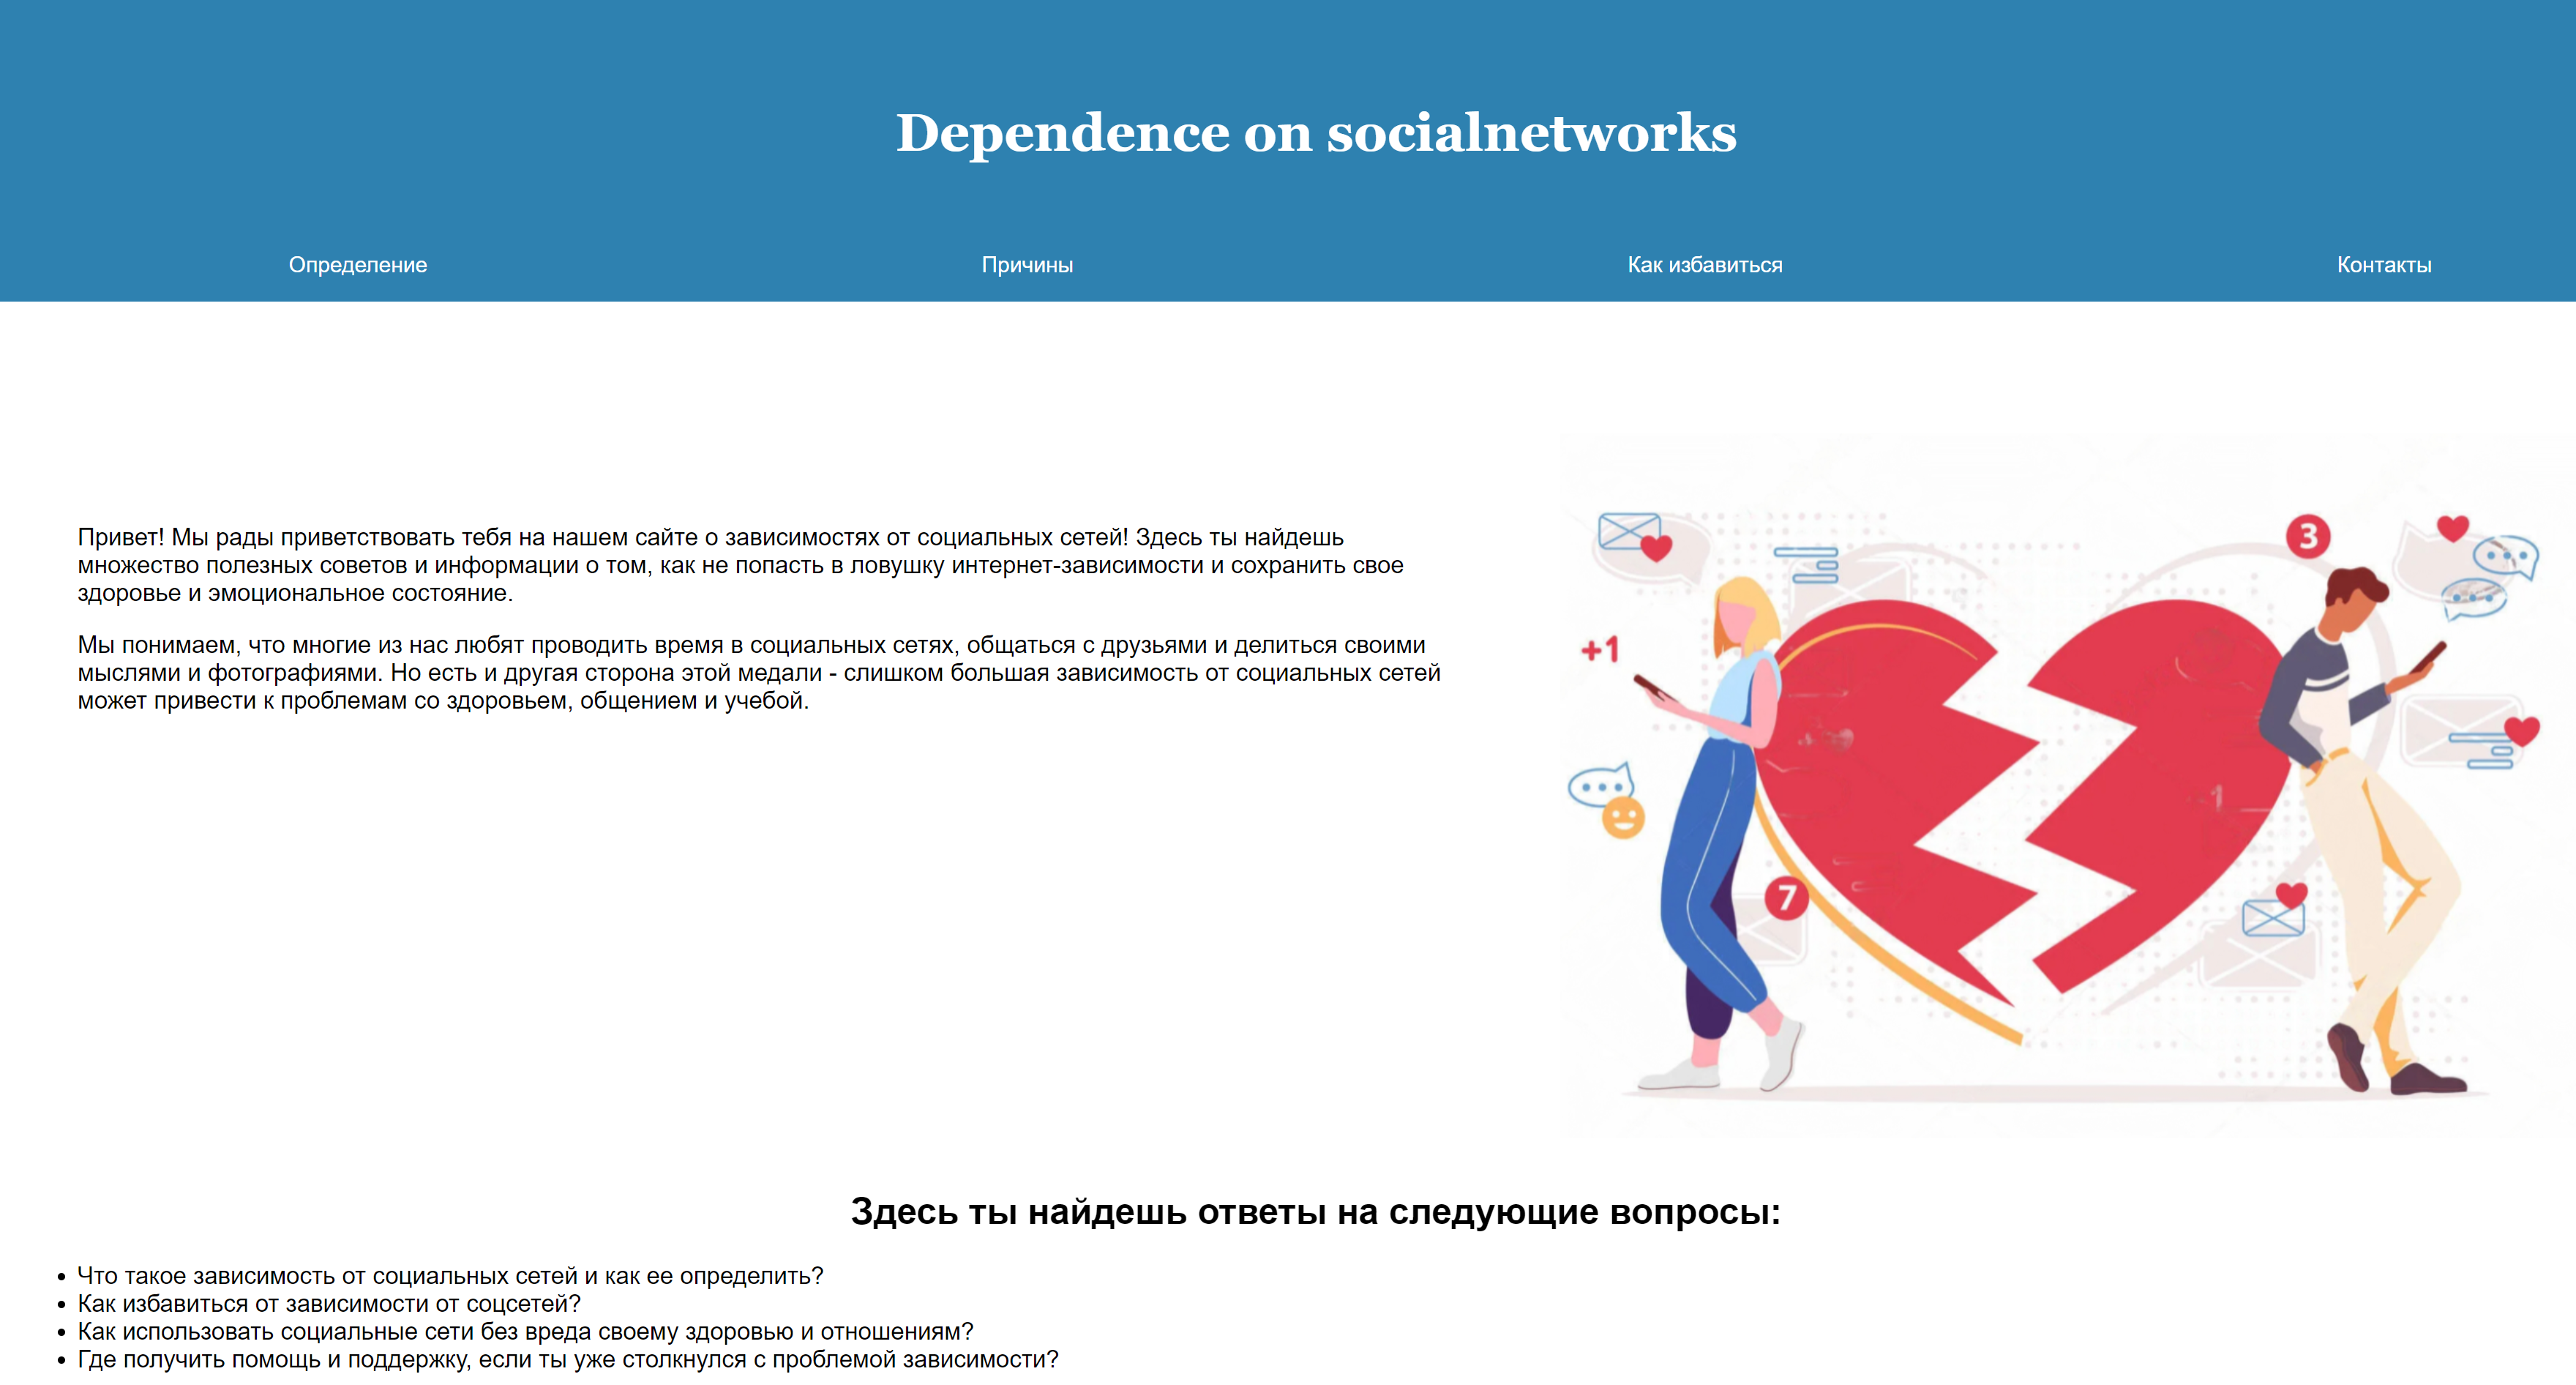 Dependence on socialnetworks
Определение Причины Как избавиться Контакты
Привет! Мы рады приветствовать тебя на нашем сайте о зависимостях от социальных сетей! Здесь ты найдешь
множество полезных советов и информации о том, как не попасть в ловушку интернет-зависимости и сохранить свое
здоровье и эмоциональное состояние.
Мы понимаем, что многие из нас любят проводить время в социальных сетях, общаться с друзьями и делиться своими
мыслями и фотографиями. Но есть и другая сторона этой медали - слишком большая зависимость от социальных сетей
может привести к проблемам со здоровьем, общением и учебой.
3
+1
-1
7
Здесь ты найдешь ответы на следующие вопросы:
• Что такое зависимость от социальных сетей и как ее определить?
• Как избавиться от зависимости от соцсетей?
• Как использовать социальные сети без вреда своему здоровью и отношениям?
• Где получить помощь и поддержку, если ты уже столкнулся с проблемой зависимости?